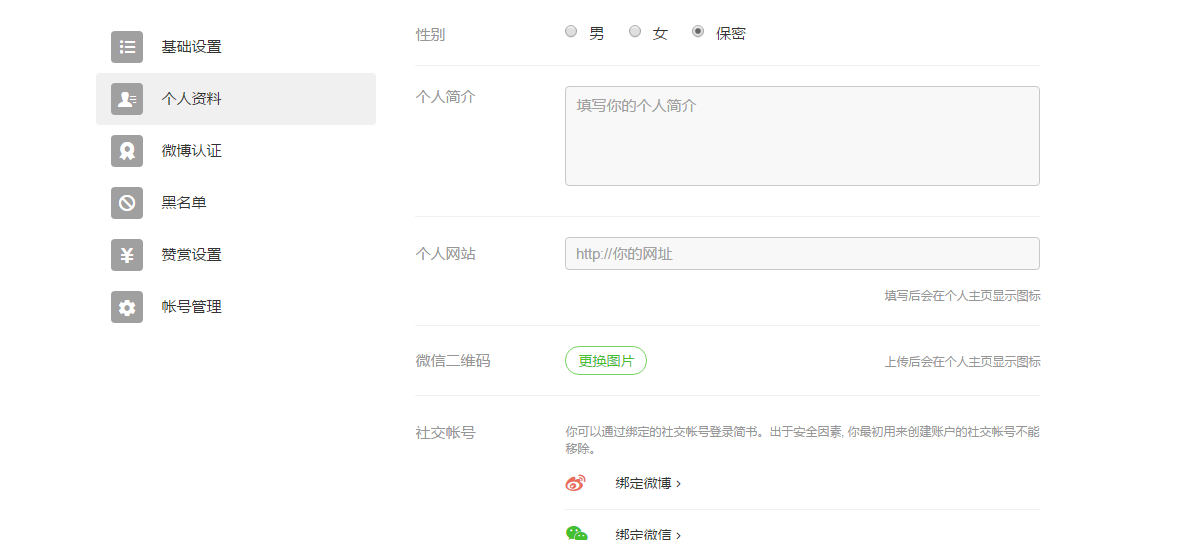 基础设置
个人资料
微博认证
黑名单
赞赏设置
帐号管理
性别 男 女 保密
个人简介 填写你的个人简介
个人网站 http://你的网址
填写后会在个人主页显示图标
微信二维码 更换图片 上传后会在个人主页显示图标
社交帐号 你可以通过绑定的社交帐号登录简书。出于安全因素, 你最初用来创建账户的社交帐号不能
移除。
绑定微博 ›
绑定微信 ›